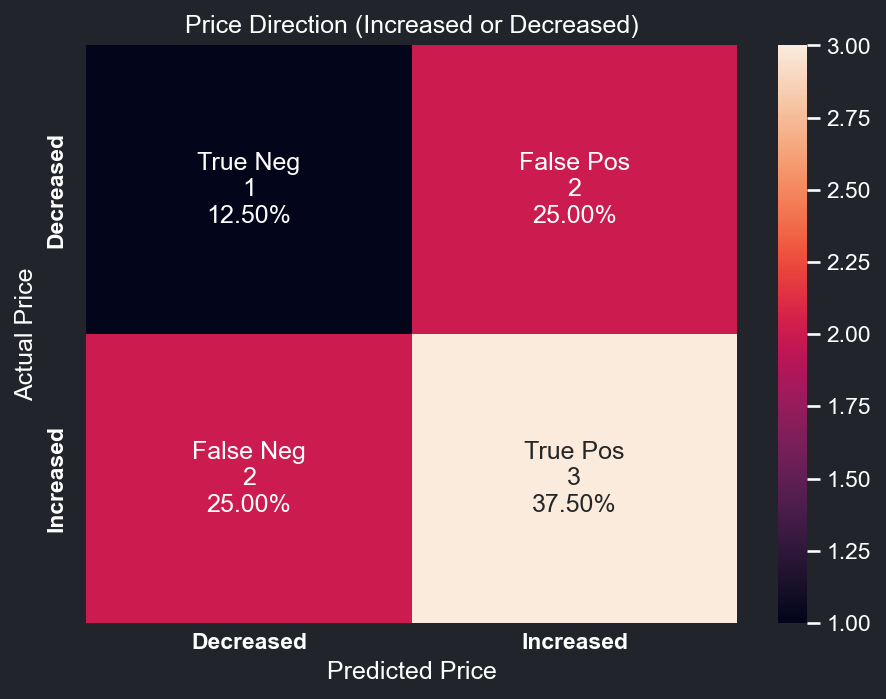 Price Direction (Increased or Decreased)
Actual Price
Decreased
Increased
True Neg
1
12.50%
False Pos
2
25.00%
False Neg
2
25.00%
True Pos
3
37.50%
Decreased
Increased
Predicted Price
3.00
2.75
2.50
2.25
2.00
1.75
1.50
1.25
1.00